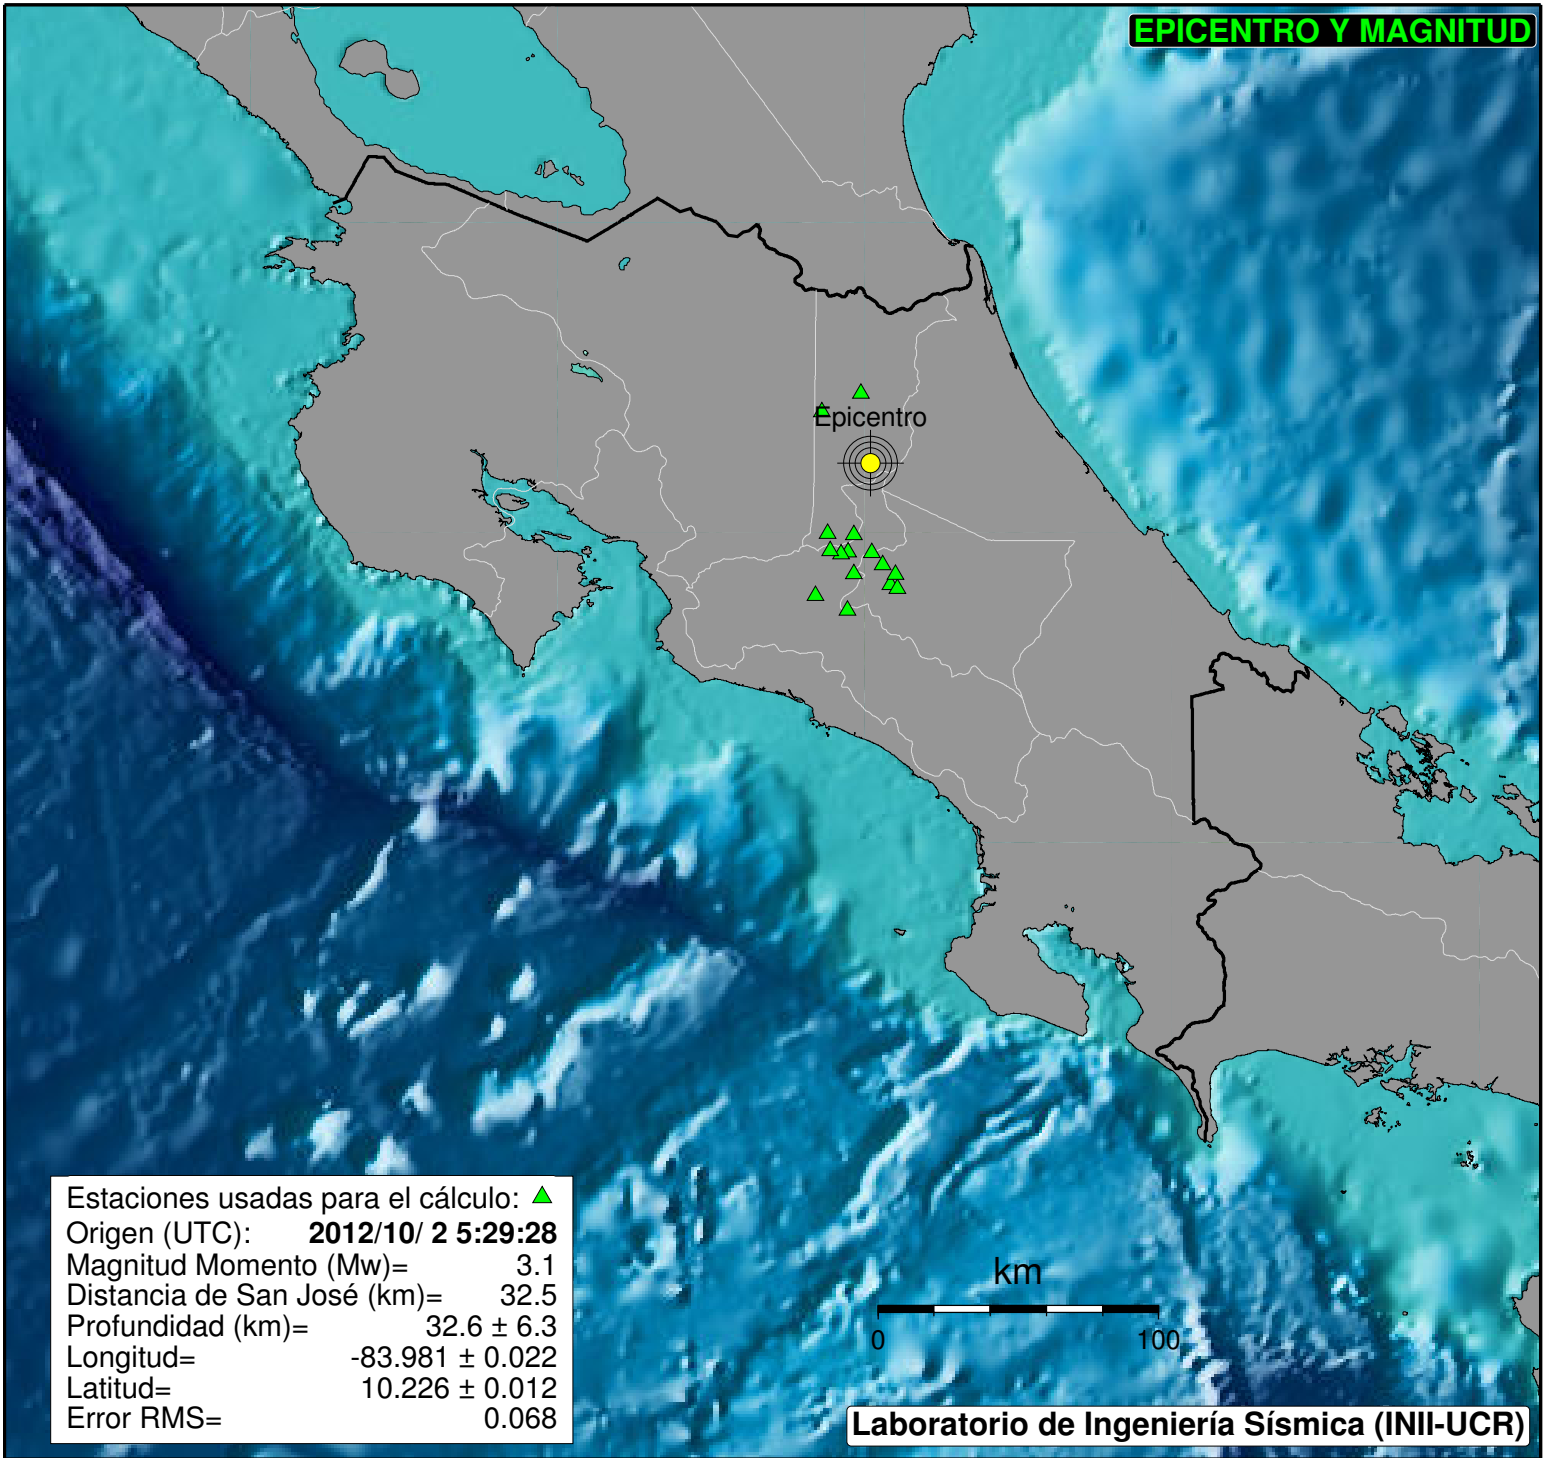 EPICENTRO Y MAGNITUD
Epicentro
Estaciones usadas para el cálculo:
Origen (UTC): 2012/10/ 2 5:29:28
Magnitud Momento (Mw)= 3.1
Distancia de San José (km)= 32.5
Profundidad (km)= 32.6 ± 6.3
Longitud= -83.981 ± 0.022
Latitud= 10.226 ± 0.012
Error RMS= 0.068
km
0 100
Laboratorio de Ingeniería Sísmica (INII-UCR)